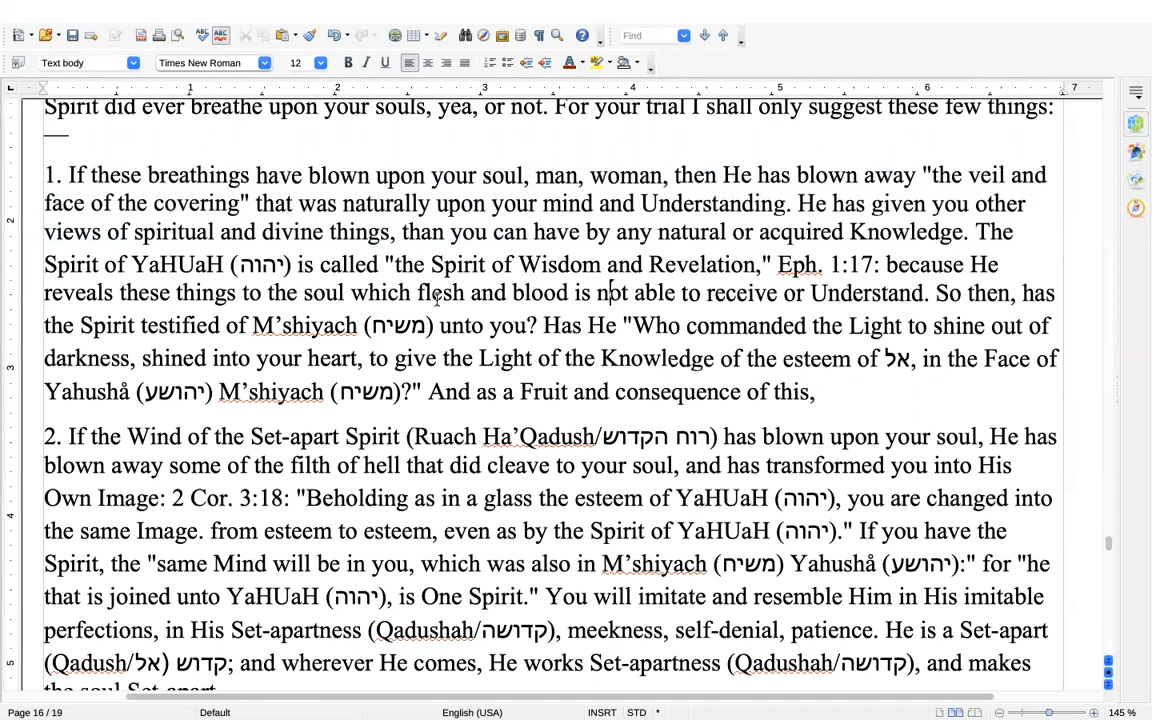 Find
Text body
Times New Roman
12
1 2 3 4 5 6 7
Spirit did ever breathe upon your souls, yea, or not. For your trial I shall only suggest these few things:
—
1. If these breathings have blown upon your soul, man, woman, then He has blown away "the veil and
face of the covering" that was naturally upon your mind and Understanding. He has given you other
views of spiritual and divine things, than you can have by any natural or acquired Knowledge. The
Spirit of YaHUaH (יהוה) is called "the Spirit of Wisdom and Revelation," Eph. 1:17: because He
reveals these things to the soul which flesh and blood is not able to receive or Understand. So then, has
the Spirit testified of M’shiyach (משיח) unto you? Has He "Who commanded the Light to shine out of
darkness, shined into your heart, to give the Light of the Knowledge of the esteem of אל, in the Face of
Yahushå (יהושע) M’shiyach (משיח)?" And as a Fruit and consequence of this,
2. If the Wind of the Set-apart Spirit (Ruach Ha’Qadush/רוח הקדוש) has blown upon your soul, He has
blown away some of the filth of hell that did cleave to your soul, and has transformed you into His
Own Image: 2 Cor. 3:18: "Beholding as in a glass the esteem of YaHUaH (יהוה), you are changed into
the same Image. from esteem to esteem, even as by the Spirit of YaHUaH (יהוה)." If you have the
Spirit, the "same Mind will be in you, which was also in M’shiyach (משיח) Yahushå (יהושע):" for "he
that is joined unto YaHUaH (יהוה), is One Spirit." You will imitate and resemble Him in His imitable
perfections, in His Set-apartness (Qadushah/קדושה), meekness, self-denial, patience. He is a Set-apart
(Qadush/קדוש (אל; and wherever He comes, He works Set-apartness (Qadushah/קדושה), and makes
the soul Set-apart
Page 16 / 19
Default
English (USA)
INSRT
STD
*
145 %